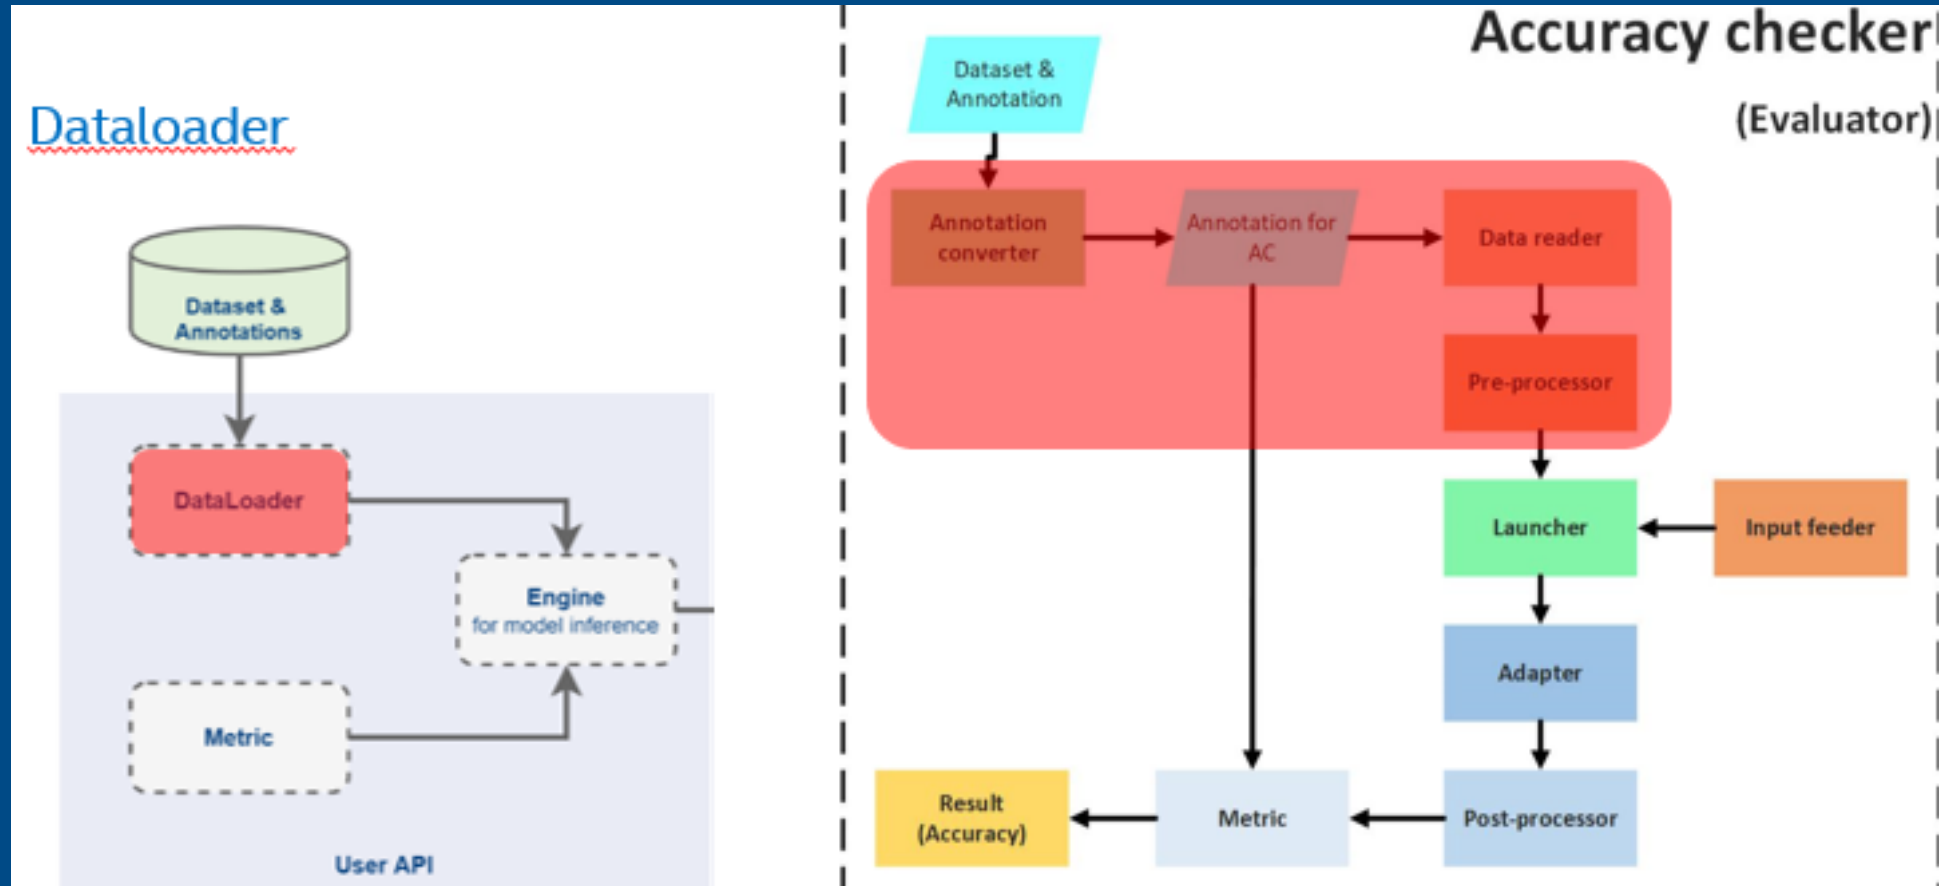 Dataloader
Dataset &
Annotations
DataLoader
Engine
for model inference
Metric
User API
Accuracy checker
(Evaluator)
Dataset &
Annotation
Annotation
converter
Annotation for
AC
Data reader
Pre-processor
Launcher
Input feeder
Adapter
Post-processor
Metric
Result
(Accuracy)